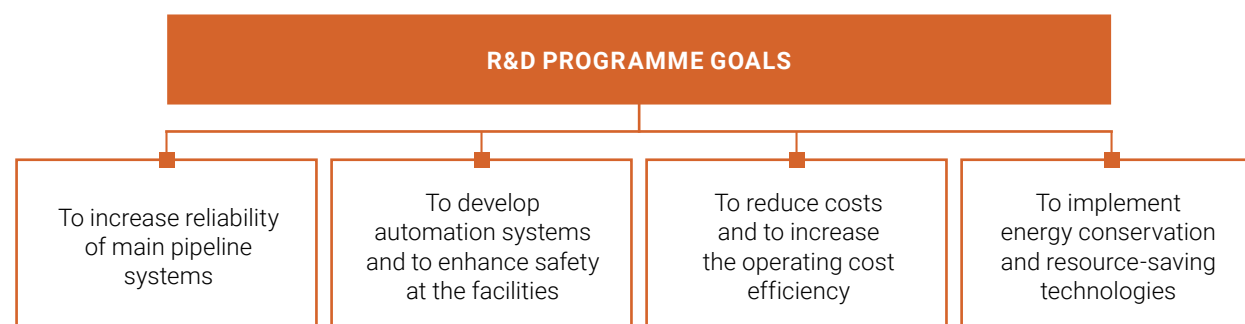 R&D PROGRAMME GOALS
To increase reliability
of main pipeline
systems
To develop
automation systems
and to enhance safety
at the facilities
To reduce costs
and to increase
the operating cost
efficiency
To implement
energy conservation
and resource-saving
technologies